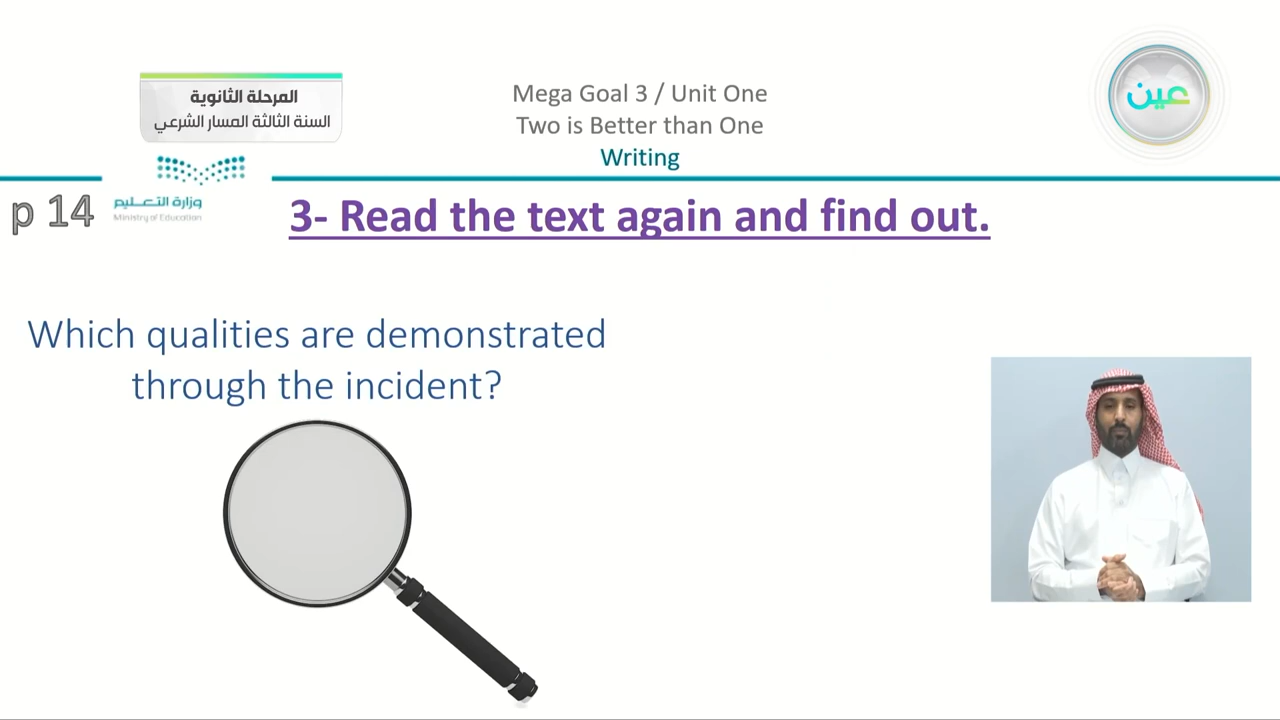 المرحلة الثانوية
السنة الثالثة المسار الشرعي
Mega Goal 3 / Unit One
Two is Better than One
Writing
عين
وزارة التعليم
Ministry of Education
p 14
3- Read the text again and find out.
Which qualities are demonstrated
through the incident?